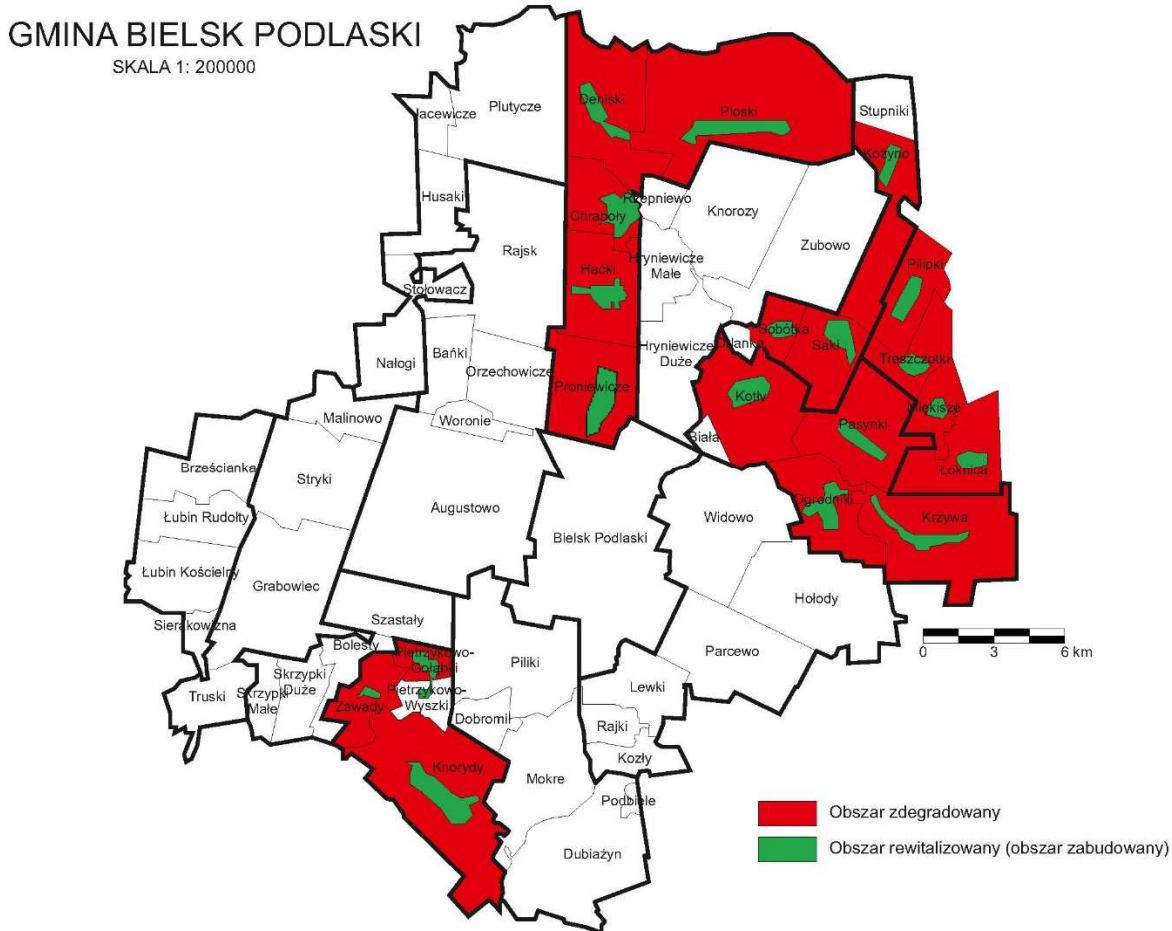 GMINA BIELSK PODLASKI
SKALA 1: 200000
Deniski
Ploski
Plutycze
Stupniki
Jacewicze
Kożyno
Husaki
Rzepniewo
Knorozy
Chraboły
Zubowo
Rajsk
Hryniewicze
Małe
Haćki
Pilipki
Stołowacz
Sobótka
Saki
Hryniewicze
Duże
Treszczotki
Nałogi
Bańki
Orzechowicze
Proniewicze
Kotły
Miękisze
Malinowo
Woronie
Biała
Pasynki
Łoknica
Brześcianka
Stryki
Ogrodniki
Augustowo
Widowo
Krzywa
Łubin Rudołty
Bielsk Podlaski
Łubin Kościelny
Grabowiec
Hołody
Sierakowizna
Szastały
0 3 6 km
Bolesty
Pietrzykowo-
Gołąbki
Piliki
Parcewo
Truski
Skrzypki
Duże
Skrzypki
Małe
Zawady
Pietrzykowo-
Wyszki
Lewki
Dobromil
Rajki
Kozły
Knorydy
Mokre
Podbiele
Dubiażyn
Obszar zdegradowany
Obszar rewitalizowany (obszar zabudowany)